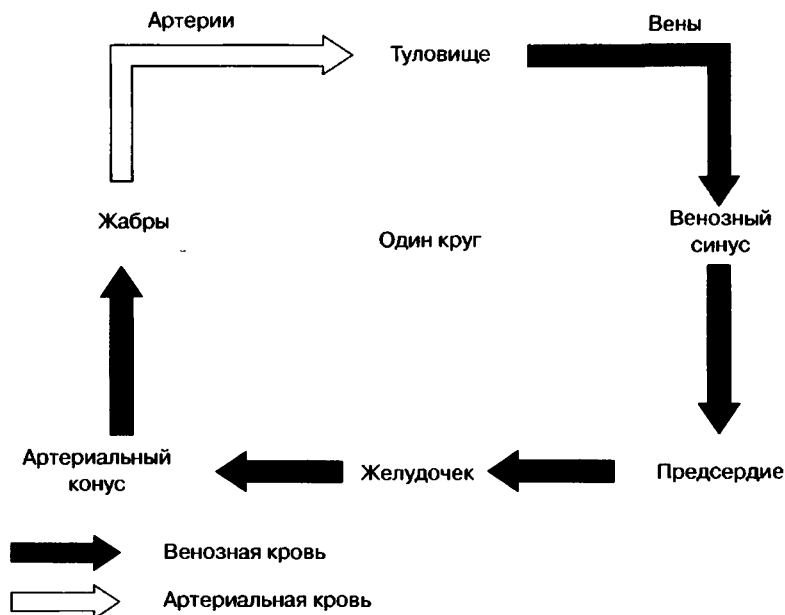 Артерии
Вены
Туловище
Жабры
Один круг
Венозный
синус
Артериальный
конус
Желудочек
Предсердие
Венозная кровь
Артериальная кровь